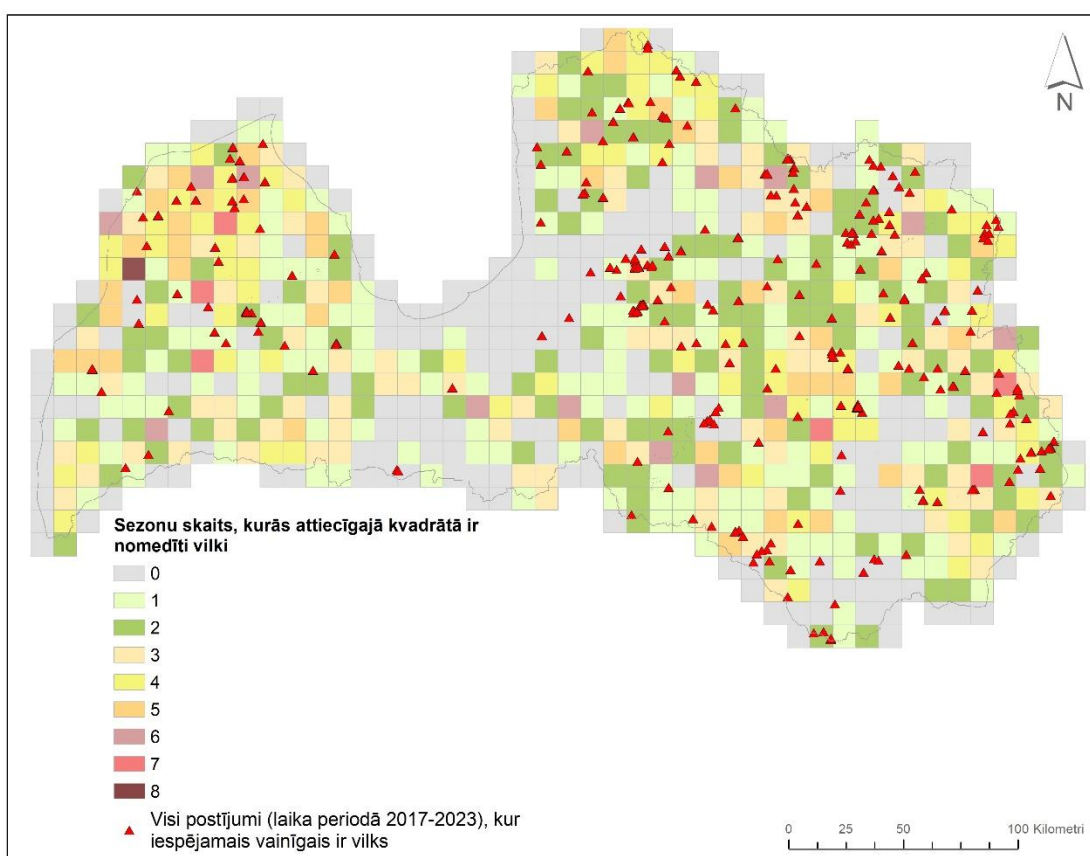 N
Sezonu skaits, kurās attiecīgajā kvadrātā ir
nomedīti vilki
0
1
2
3
4
5
6
7
8
Visi postījumi (laika periodā 2017-2023), kur
iespējamais vainīgais ir vilks
0 25 50 100 Kilometri